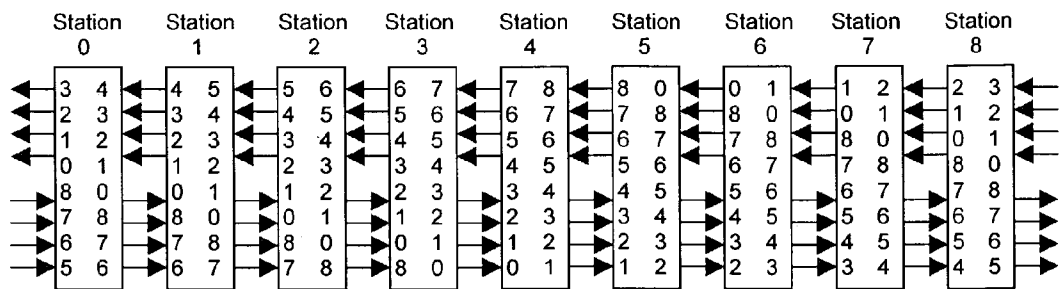 Station Station Station Station Station Station Station Station Station
0 1 2 3 4 5 6 7 8
3 4 4 5 5 6 6 7 7 8 8 0 0 1 1 2 2 3
2 3 3 4 4 5 5 6 6 7 7 8 8 0 0 1 1 2
1 2 2 3 3 4 4 5 5 6 6 7 7 8 8 0 0 1
0 1 1 2 2 3 3 4 4 5 5 6 6 7 7 8 8 0
8 0 0 1 1 2 2 3 3 4 4 5 5 6 6 7 7 8
7 8 8 0 0 1 1 2 2 3 3 4 4 5 5 6 6 7
6 7 7 8 8 0 0 1 1 2 2 3 3 4 4 5 5 6
5 6 6 7 7 8 8 0 0 1 1 2 2 3 3 4 4 5